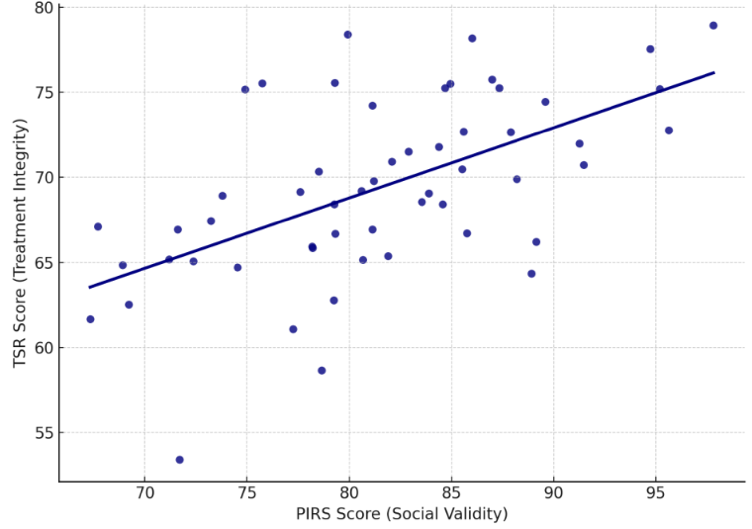 80
75
70
65
60
55
TSR Score (Treatment Integrity)
70 75 80 85 90 95
PIRS Score (Social Validity)